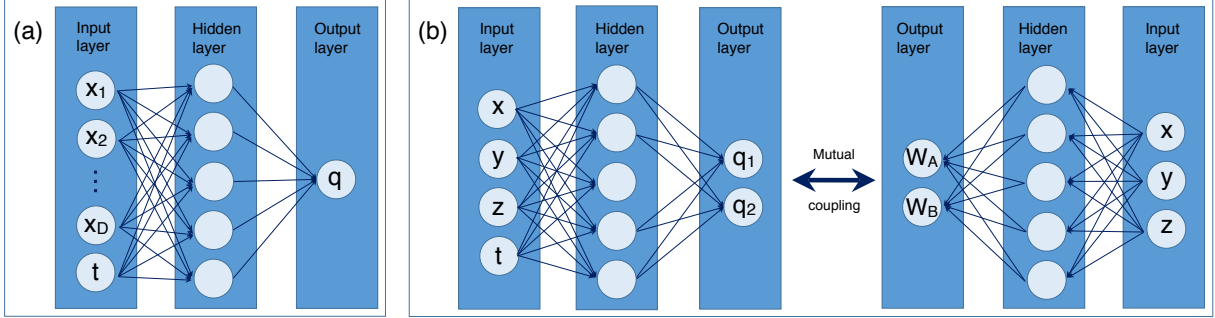 (a)
Input
layer
Hidden
layer
Output
layer
x1
x2
⋮
xD
t
q
(b)
Input
layer
Hidden
layer
Output
layer
x
y
z
t
q1
q2
Mutual
coupling
Output
layer
Hidden
layer
Input
layer
WA
WB
x
y
z